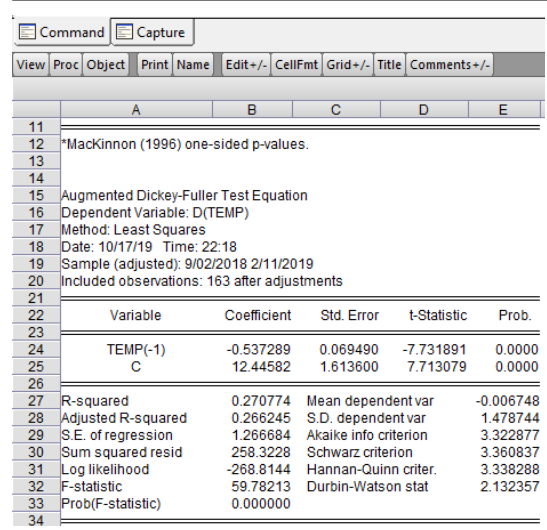 Command Capture
View Proc Object Print Name Edit+/- CellFmt Grid+/- Title Comments+/-
A B C D E
11
12 *MacKinnon (1996) one-sided p-values.
13
14
15 Augmented Dickey-Fuller Test Equation
16 Dependent Variable: D(TEMP)
17 Method: Least Squares
18 Date: 10/17/19 Time: 22:18
19 Sample (adjusted): 9/02/2018 2/11/2019
20 Included observations: 163 after adjustments
21
22 Variable Coefficient Std. Error t-Statistic Prob.
23
24 TEMP(-1) -0.537289 0.069490 -7.731891 0.0000
25 C 12.44582 1.613600 7.713079 0.0000
26
27 R-squared 0.270774 Mean dependent var -0.006748
28 Adjusted R-squared 0.266245 S.D. dependent var 1.478744
29 S.E. of regression 1.266684 Akaike info criterion 3.322877
30 Sum squared resid 258.3228 Schwarz criterion 3.360837
31 Log likelihood -268.8144 Hannan-Quinn criter. 3.338288
32 F-statistic 59.78213 Durbin-Watson stat 2.132357
33 Prob(F-statistic) 0.000000
34